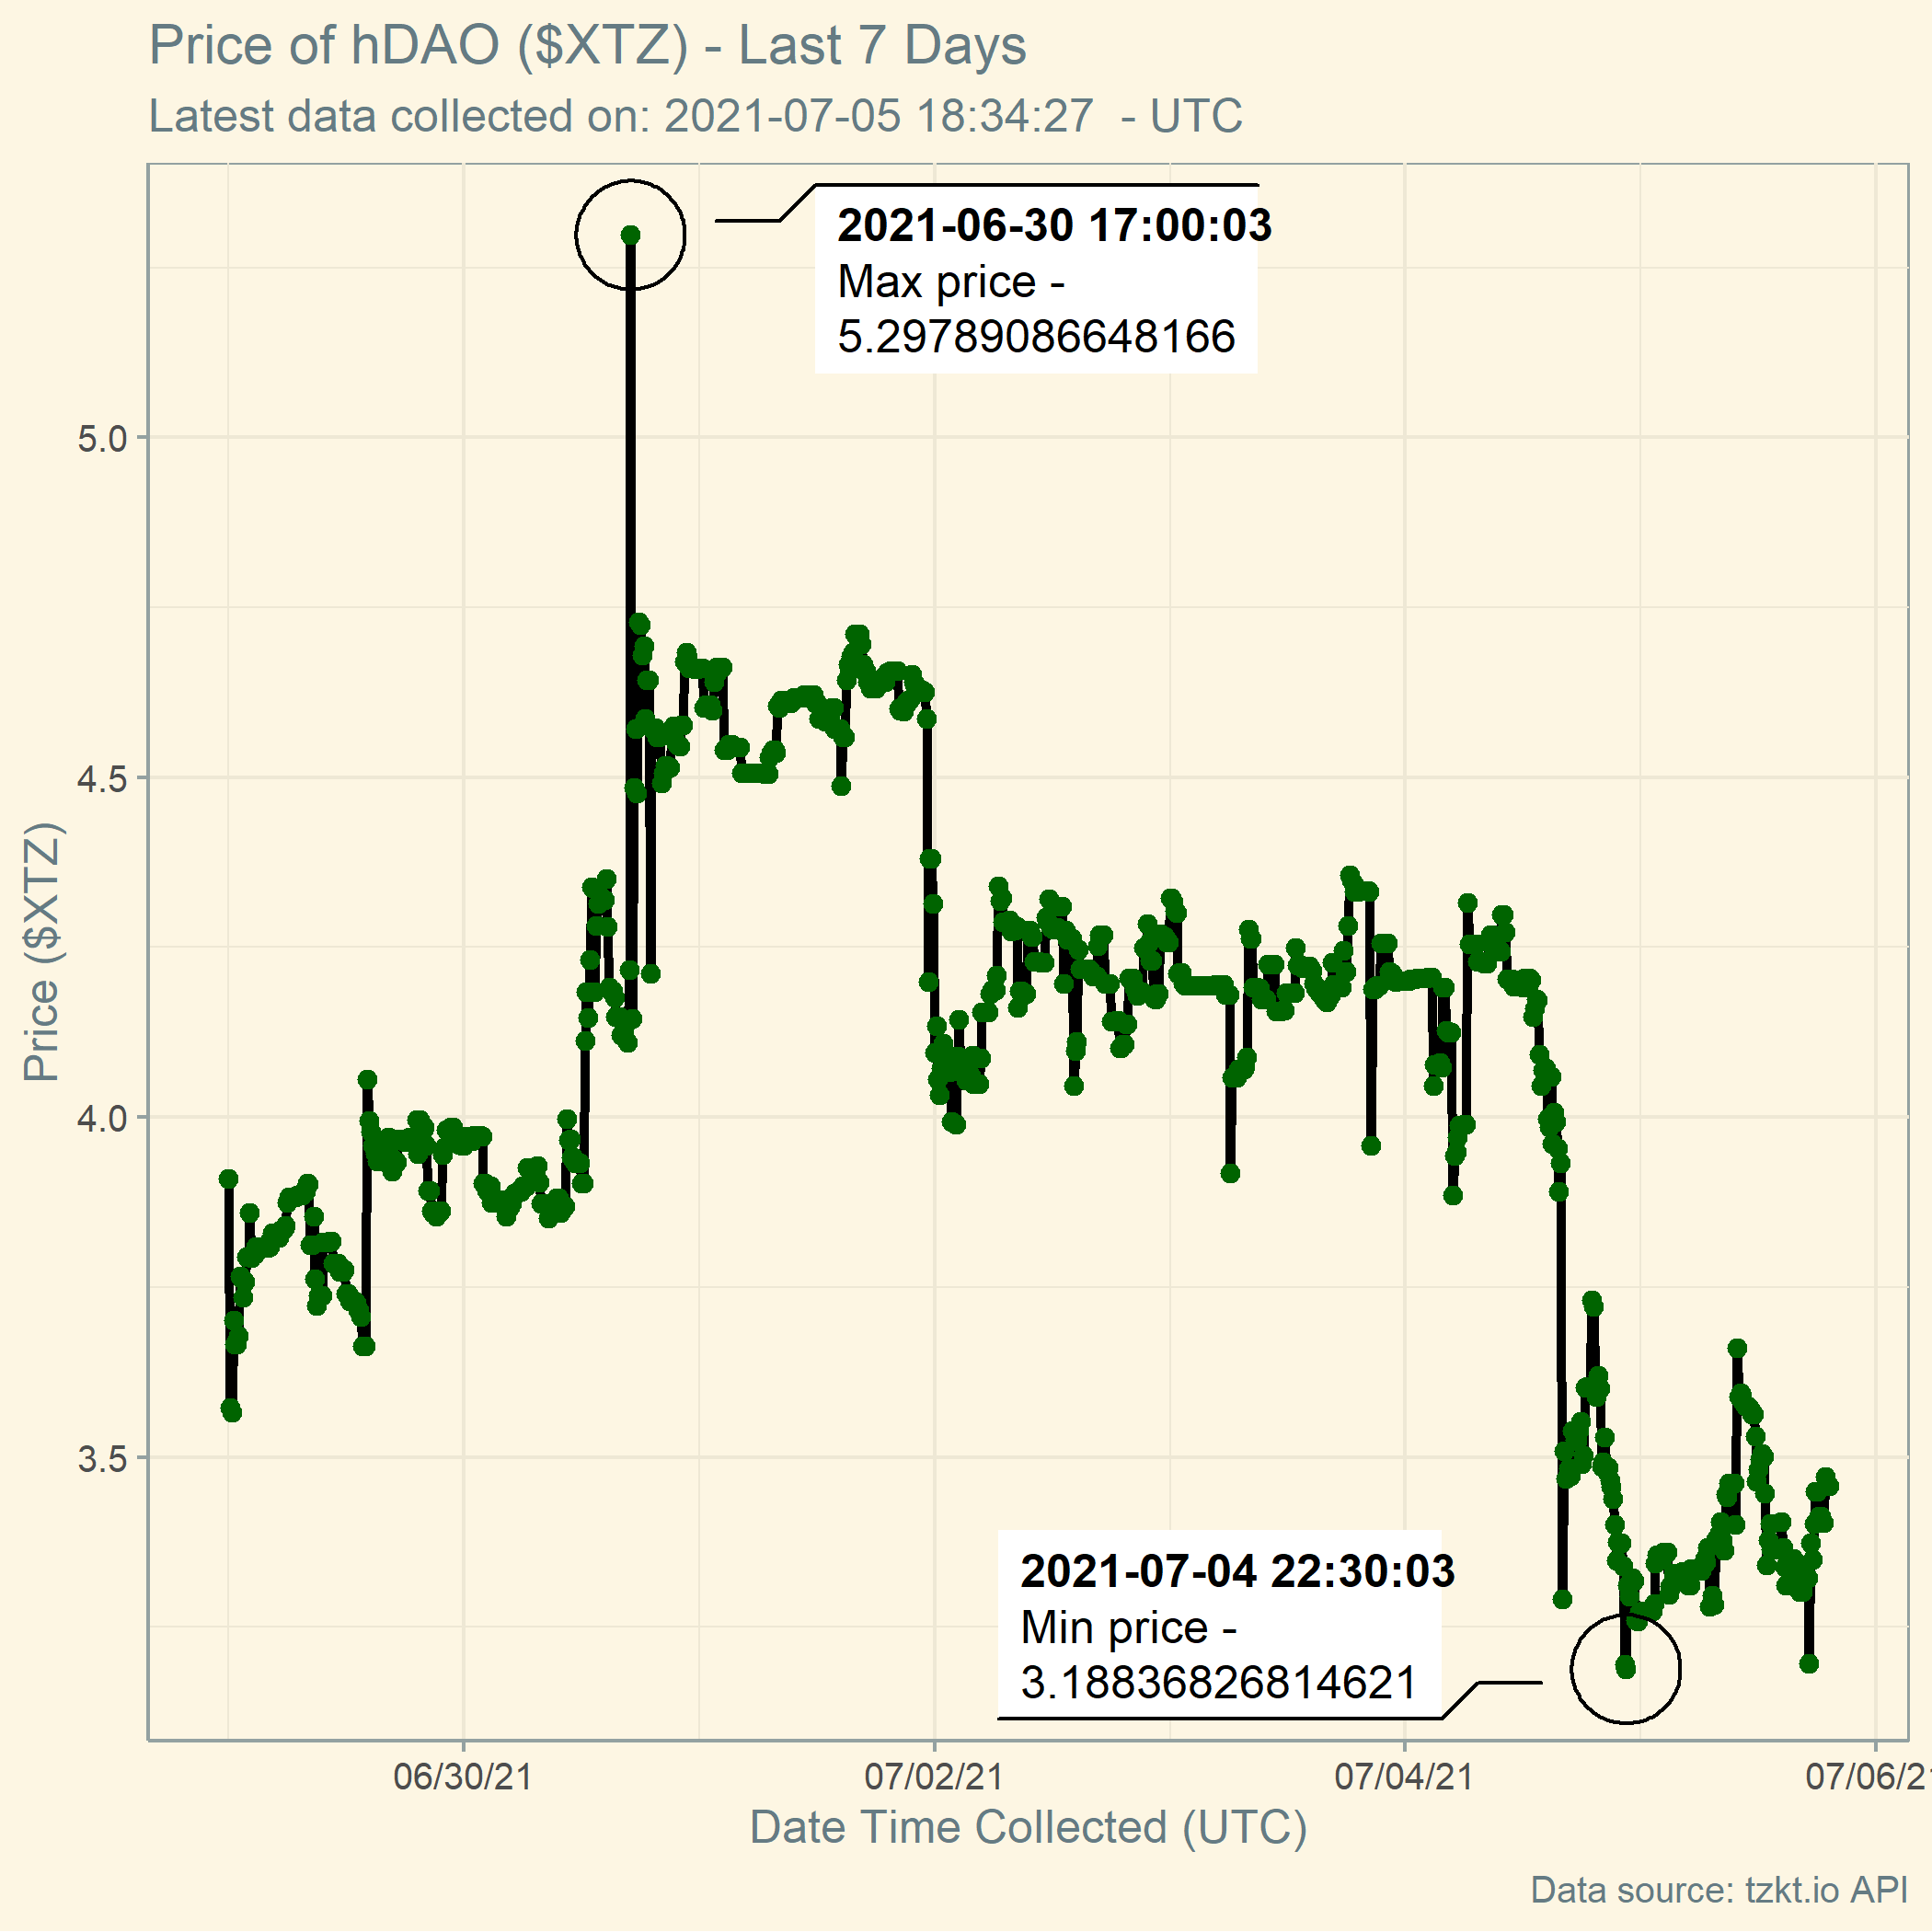 Price of hDAO ($XTZ) - Last 7 Days
Latest data collected on: 2021-07-05 18:34:27  - UTC
2021-06-30 17:00:03
Max price -
5.29789086648166
5.0
4.5
4.0
3.5
Price ($XTZ)
2021-07-04 22:30:03
Min price -
3.18836826814621
06/30/21
07/02/21
07/04/21
07/06/2
Date Time Collected (UTC)
Data source: tzkt.io API